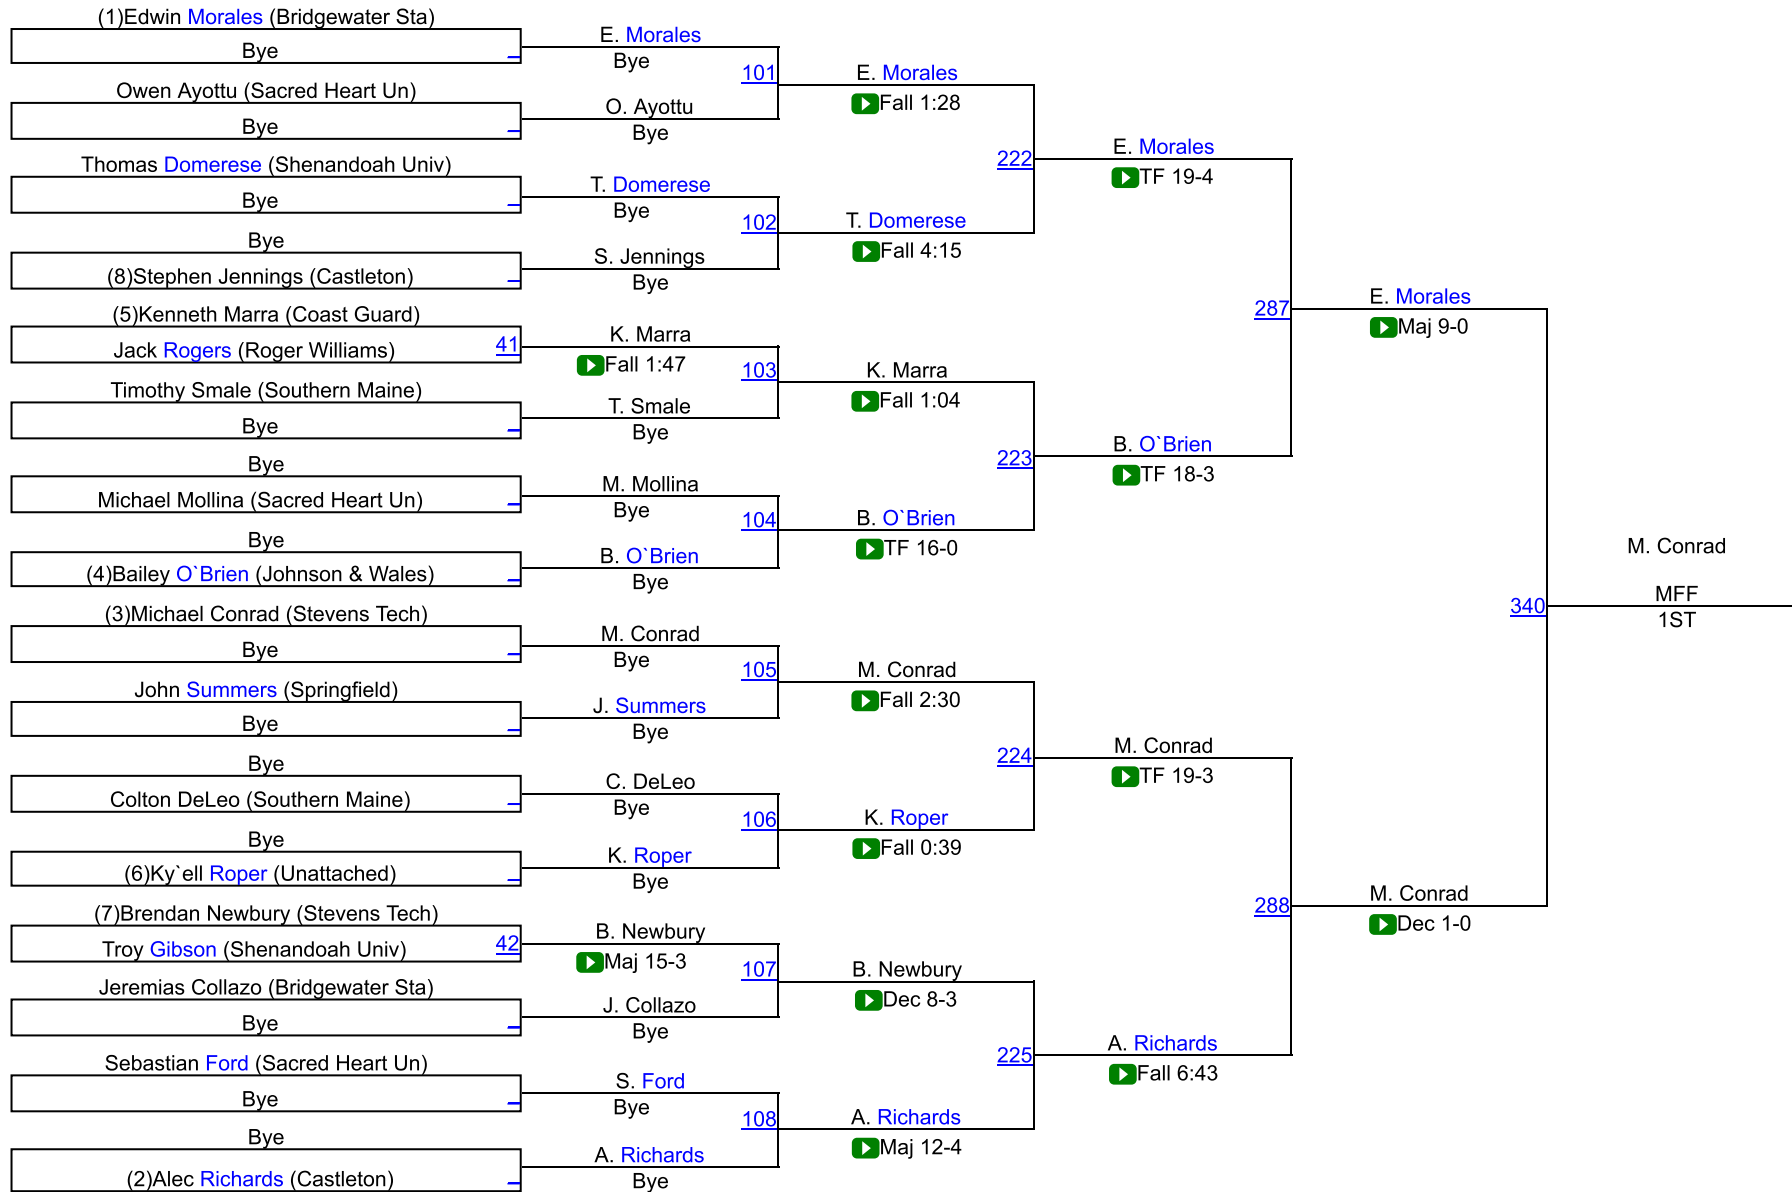 (1)Edwin Morales (Bridgewater Sta)
Bye
Owen Ayottu (Sacred Heart Un)
Bye
Thomas Domerese (Shenandoah Univ)
Bye
Bye
(8)Stephen Jennings (Castleton)
(5)Kenneth Marra (Coast Guard)
Jack Rogers (Roger Williams) 41
Timothy Smale (Southern Maine)
Bye
Bye
Michael Mollina (Sacred Heart Un)
Bye
(4)Bailey O`Brien (Johnson & Wales)
(3)Michael Conrad (Stevens Tech)
Bye
John Summers (Springfield)
Bye
Bye
Colton DeLeo (Southern Maine)
Bye
(6)Ky`ell Roper (Unattached)
(7)Brendan Newbury (Stevens Tech)
Troy Gibson (Shenandoah Univ) 42
Jeremias Collazo (Bridgewater Sta)
Bye
Sebastian Ford (Sacred Heart Un)
Bye
Bye
(2)Alec Richards (Castleton)
E. Morales
Bye
101
O. Ayottu
Bye
T. Domerese
Bye
102
S. Jennings
Bye
K. Marra
Fall 1:47
103
T. Smale
Bye
M. Mollina
Bye
104
B. O`Brien
Bye
M. Conrad
Bye
105
J. Summers
Bye
C. DeLeo
Bye
106
K. Roper
Bye
B. Newbury
Maj 15-3
107
J. Collazo
Bye
S. Ford
Bye
108
A. Richards
Bye
E. Morales
Fall 1:28
222
T. Domerese
Fall 4:15
K. Marra
Fall 1:04
223
B. O`Brien
TF 16-0
M. Conrad
Fall 2:30
224
K. Roper
Fall 0:39
B. Newbury
Dec 8-3
225
A. Richards
Maj 12-4
E. Morales
TF 19-4
287
B. O`Brien
TF 18-3
M. Conrad
TF 19-3
288
A. Richards
Fall 6:43
E. Morales
Maj 9-0
340
M. Conrad
Dec 1-0
M. Conrad
MFF
1ST